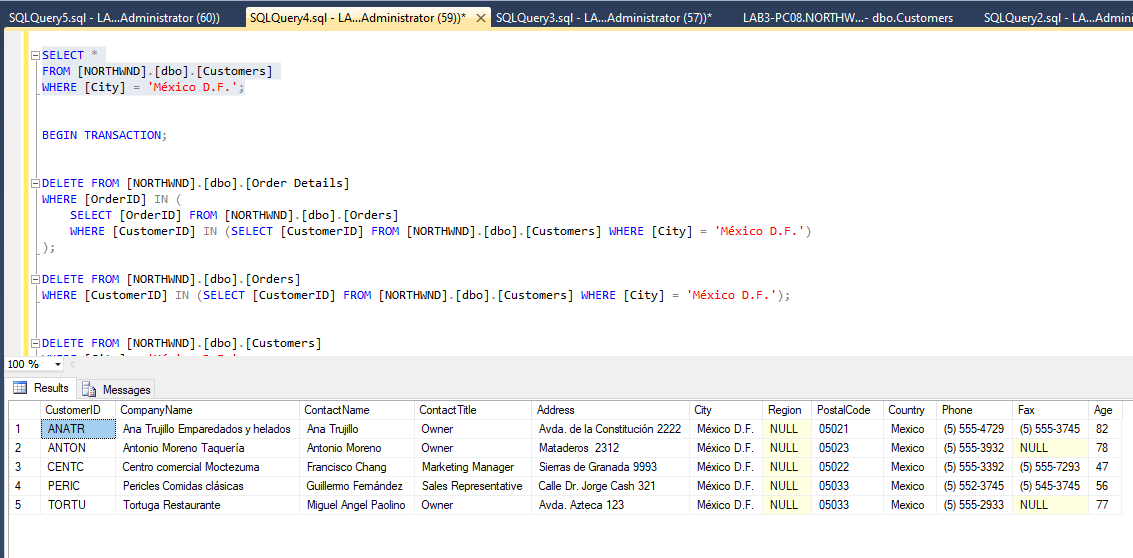 SQLQuery5.sql - LA...Administrator (60)) SQLQuery4.sql - LA...Administrator (59))* SQLQuery3.sql - LA...Administrator (57))* LAB3-PC08.NORTHW...- dbo.Customers SQLQuery2.sql - LA...Admini
SELECT *
FROM [NORTHWND].[dbo].[Customers]
WHERE [City] = 'México D.F.';
BEGIN TRANSACTION;
DELETE FROM [NORTHWND].[dbo].[Order Details]
WHERE [OrderID] IN (
SELECT [OrderID] FROM [NORTHWND].[dbo].[Orders]
WHERE [CustomerID] IN (SELECT [CustomerID] FROM [NORTHWND].[dbo].[Customers] WHERE [City] = 'México D.F.')
);
DELETE FROM [NORTHWND].[dbo].[Orders]
WHERE [CustomerID] IN (SELECT [CustomerID] FROM [NORTHWND].[dbo].[Customers] WHERE [City] = 'México D.F.');
DELETE FROM [NORTHWND].[dbo].[Customers]
100 %
Results Messages
CustomerID CompanyName ContactName ContactTitle Address City Region PostalCode Country Phone Fax Age
1 ANATR Ana Trujillo Emparedados y helados Ana Trujillo Owner Avda. de la Constitución 2222 México D.F. NULL 05021 Mexico (5) 555-4729 (5) 555-3745 82
2 ANTON Antonio Moreno Taquería Antonio Moreno Owner Mataderos 2312 México D.F. NULL 05023 Mexico (5) 555-3932 NULL 78
3 CENTC Centro comercial Moctezuma Francisco Chang Marketing Manager Sierras de Granada 9993 México D.F. NULL 05022 Mexico (5) 555-3392 (5) 555-7293 47
4 PERIC Pericles Comidas clásicas Guillermo Fernández Sales Representative Calle Dr. Jorge Cash 321 México D.F. NULL 05033 Mexico (5) 552-3745 (5) 545-3745 56
5 TORTU Tortuga Restaurante Miguel Angel Paolino Owner Avda. Azteca 123 México D.F. NULL 05033 Mexico (5) 555-2933 NULL 77